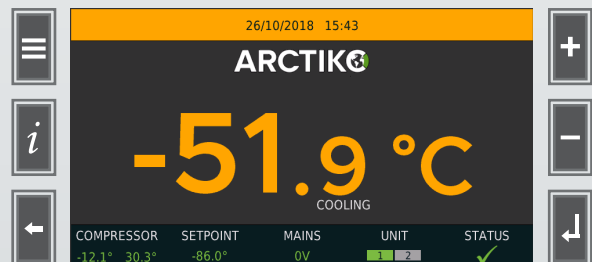 26/10/2018 15:43
ARCTIKO
-51.9 °C
COOLING
COMPRESSOR SETPOINT MAINS UNIT STATUS
-12.1° 30.3° -86.0° 0V 1 2
i